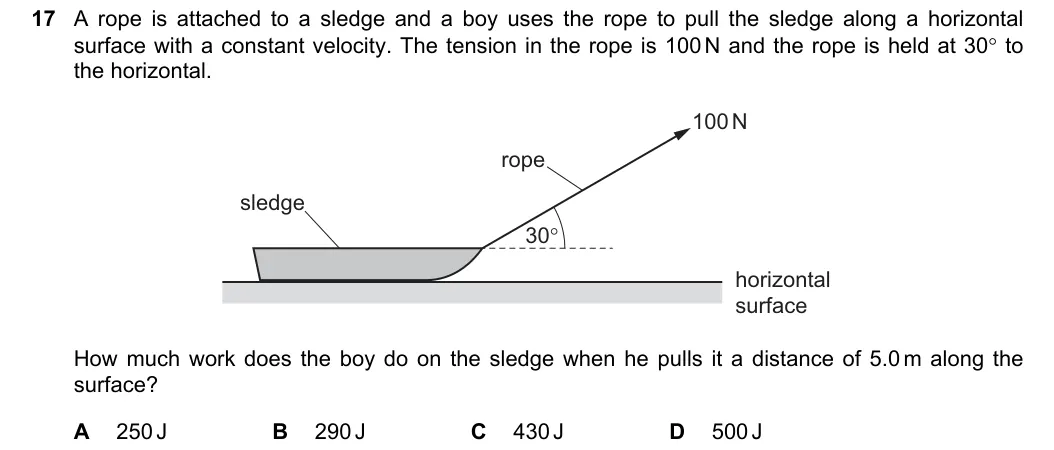 17 A rope is attached to a sledge and a boy uses the rope to pull the sledge along a horizontal
surface with a constant velocity. The tension in the rope is 100 N and the rope is held at 30° to
the horizontal.
100 N
rope
sledge
30°
horizontal
surface
How much work does the boy do on the sledge when he pulls it a distance of 5.0 m along the
surface?
A 250 J B 290 J C 430 J D 500 J